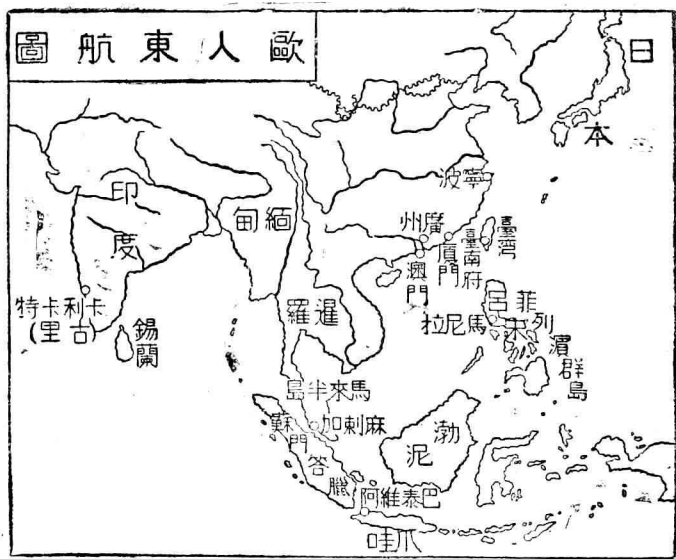 歐人東航圖
日本
寧波
印度
緬甸
廣州
澳門
廈門
臺南府
臺灣
卡利卡特
古里)
錫蘭
暹羅
呂宋
菲列濱群島
馬尼拉
馬來半島
麻剌加
蘇門答臘
渤泥
巴泰維阿
爪哇